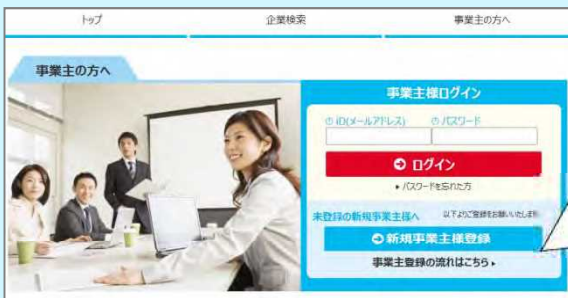 トップ
企業検索
事業主の方へ
事業主の方へ
事業主様ログイン
ID(メールアドレス)
パスワード
ログイン
パスワードを忘れた方
未登録の新規事業主様へ
以下よりご登録をお願いいたします
新規事業主様登録
事業主登録の流れはこちら